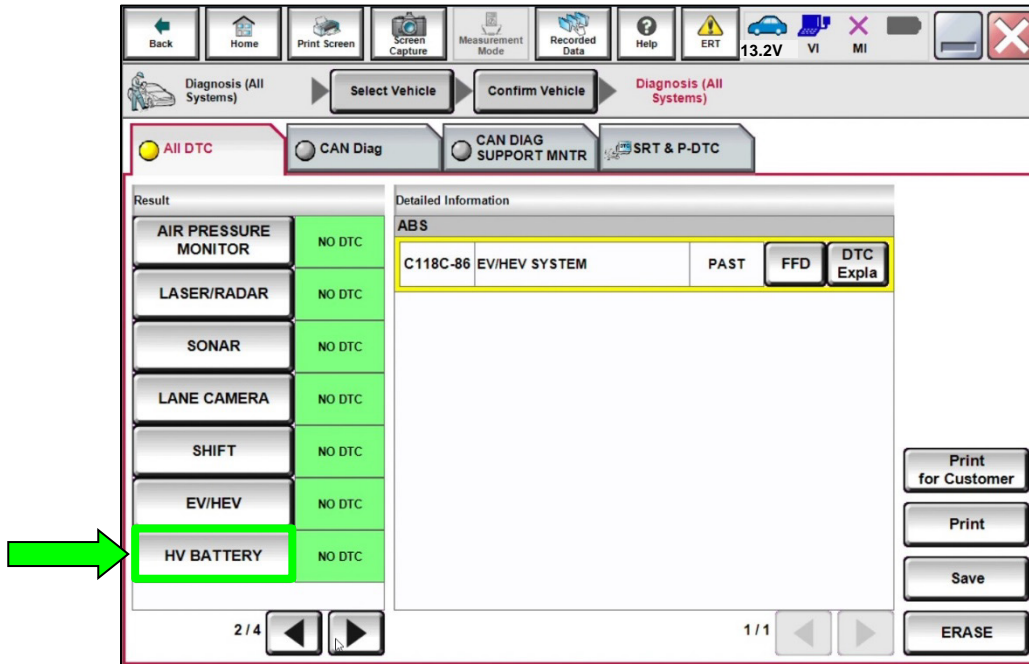 Back
Home
Print Screen
Screen
Capture
Measurement
Mode
Recorded
Data
Help
ERT
13.2V
VI
MI
Diagnosis (All
Systems)
Select Vehicle
Confirm Vehicle
Diagnosis (All
Systems)
All DTC
CAN Diag
CAN DIAG
SUPPORT MNTR
SRT & P-DTC
Result
Detailed Information
AIR PRESSURE
MONITOR
NO DTC
ABS
C118C-86 EV/HEV SYSTEM PAST FFD DTC
Expla
LASER/RADAR NO DTC
SONAR NO DTC
LANE CAMERA NO DTC
SHIFT NO DTC
EV/HEV NO DTC
HV BATTERY NO DTC
2/4
1/1
Print
for Customer
Print
Save
ERASE